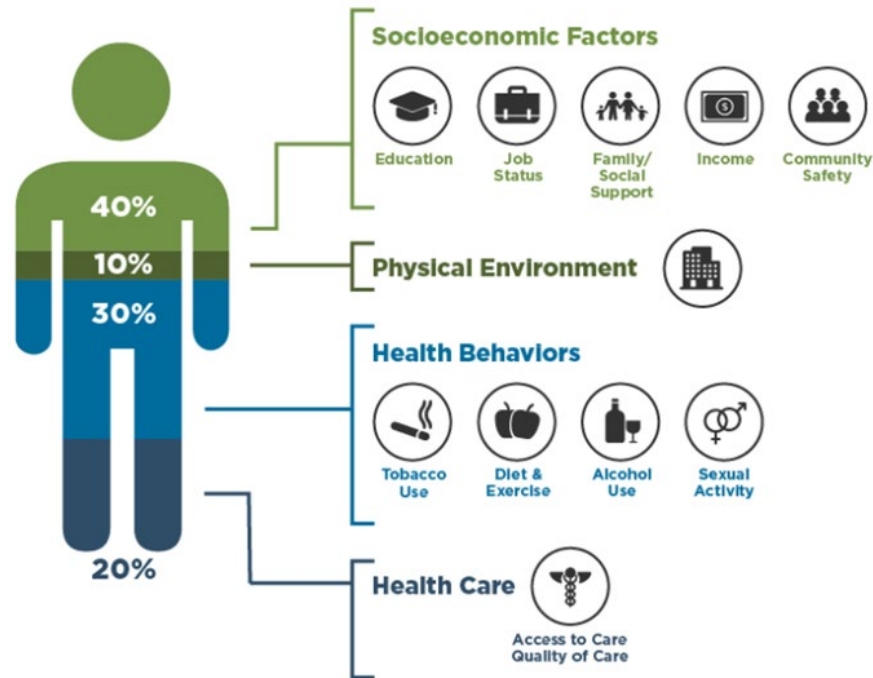 Socioeconomic Factors
Education
Job
Status
Family/
Social
Support
Income
Community
Safety
40%
10%
Physical Environment
30%
Health Behaviors
Tobacco
Use
Diet &
Exercise
Alcohol
Use
Sexual
Activity
20%
Health Care
Access to Care
Quality of Care